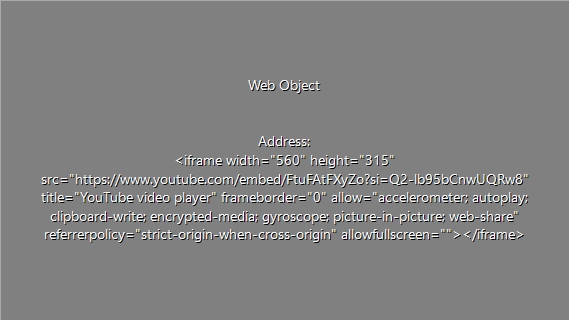 Web Object
Address:
<iframe width="560" height="315"
src="https://www.youtube.com/embed/FtuFAtFXyZo?si=Q2-lb95bCnwUQRw8"
title="YouTube video player" frameborder="0" allow="accelerometer; autoplay;
clipboard-write; encrypted-media; gyroscope; picture-in-picture; web-share"
referrerpolicy="strict-origin-when-cross-origin" allowfullscreen=""></iframe>